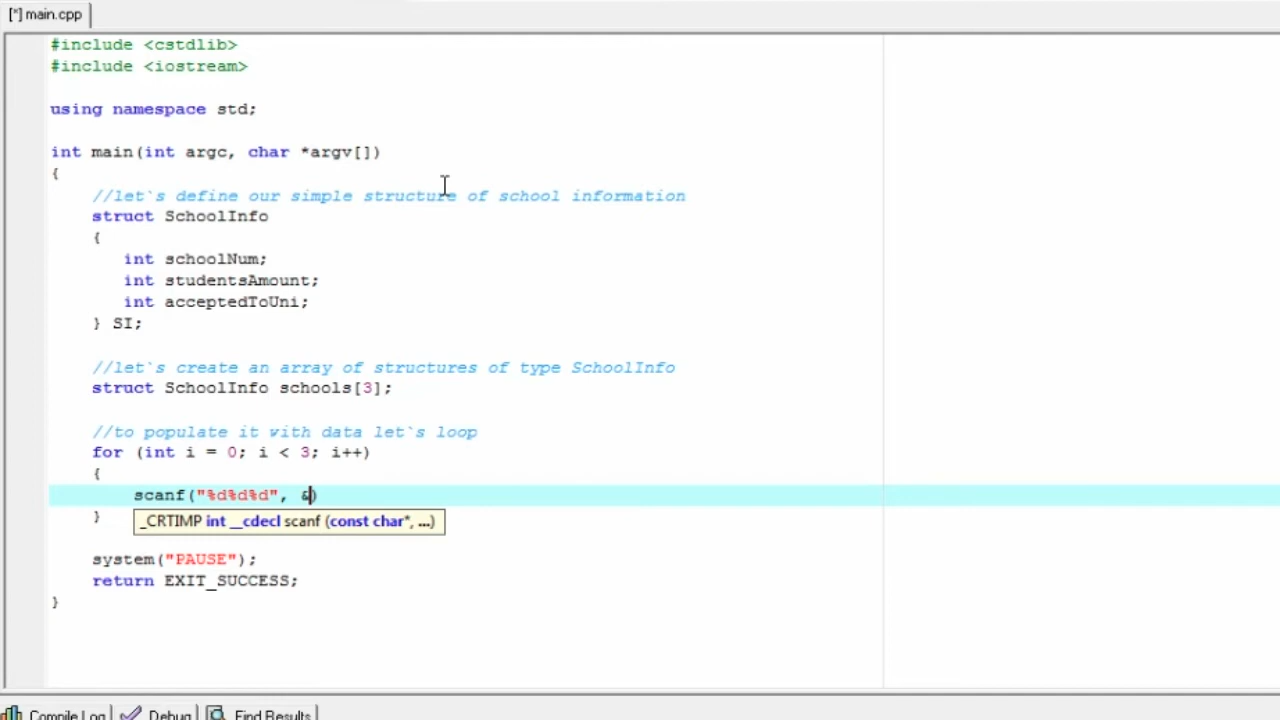 [*] main.cpp
#include <cstdlib>
#include <iostream>
using namespace std;
int main(int argc, char *argv[])
{
//let`s define our simple structure of school information
struct SchoolInfo
{
int schoolNum;
int studentsAmount;
int acceptedToUni;
} SI;
//let`s create an array of structures of type SchoolInfo
struct SchoolInfo schools[3];
//to populate it with data let`s loop
for (int i = 0; i < 3; i++)
{
scanf("%d%d%d", &)
}
_CRTIMP int __cdecl scanf (const char*, ...)
system("PAUSE");
return EXIT_SUCCESS;
}
Compile Log Debug Find Results